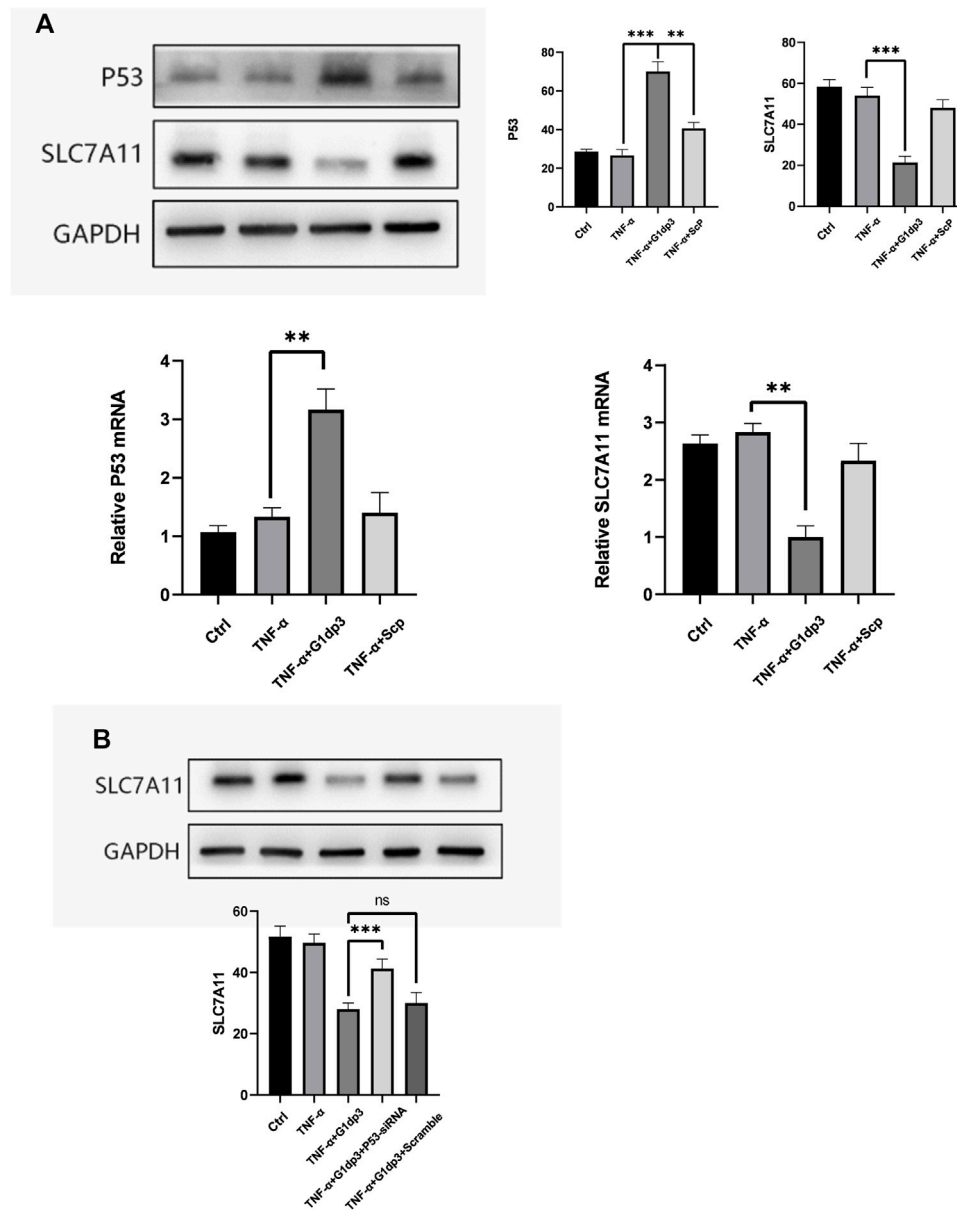 A
P53
SLC7A11
GAPDH
P53
80
60
40
20
0
*** **
Ctrl
TNF-α
TNF-α+G1dp3
TNF-α+ScP
SLC7A11
80
60
40
20
0
***
Ctrl
TNF-α
TNF-α+G1dp3
TNF-α+ScP
Relative P53 mRNA
4
3
2
1
0
**
Ctrl
TNF-α
TNF-α+G1dp3
TNF-α+Scp
Relative SLC7A11 mRNA
4
3
2
1
0
**
Ctrl
TNF-α
TNF-α+G1dp3
TNF-α+Scp
B
SLC7A11
GAPDH
SLC7A11
60
40
20
0
ns
***
Ctrl
TNF-α
TNF-α+G1dp3
TNF-α+G1dp3+P53-siRNA
TNF-α+G1dp3+Scramble